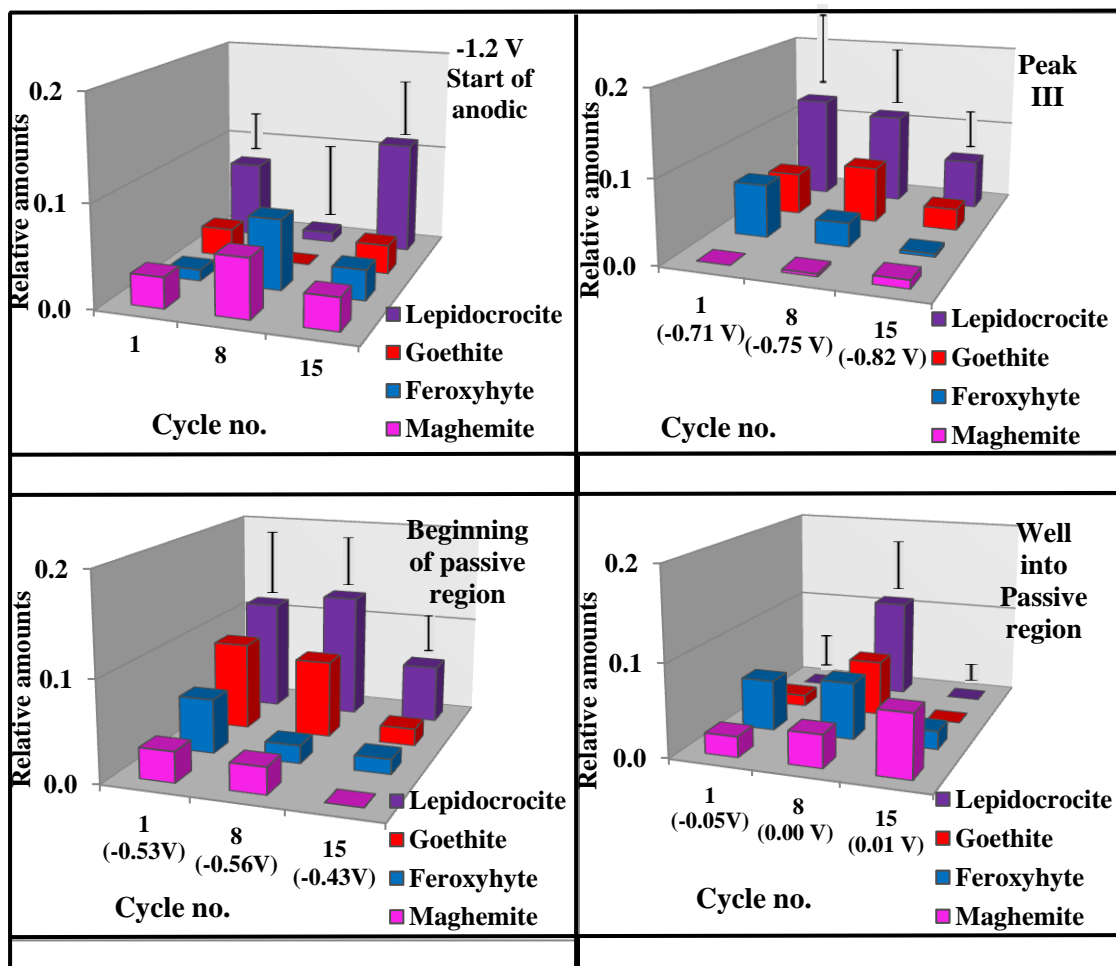 -1.2 V
Start of
anodic
0.2
0.1
0.0
Relative amounts
1
8
15
Cycle no.
Lepidocrocite
Goethite
Feroxyhyte
Maghemite
Peak
III
0.2
0.1
0.0
Relative amounts
1
(-0.71 V)
8
(-0.75 V)
15
(-0.82 V)
Cycle no.
Lepidocrocite
Goethite
Feroxyhyte
Maghemite
Beginning
of passive
region
0.2
0.1
0.0
Relative amounts
1
(-0.53V)
8
(-0.56V)
15
(-0.43V)
Cycle no.
Lepidocrocite
Goethite
Feroxyhyte
Maghemite
Well
into
Passive
region
0.2
0.1
0.0
Relative amounts
1
(-0.05V)
8
(0.00 V)
15
(0.01 V)
Cycle no.
Lepidocrocite
Goethite
Feroxyhyte
Maghemite